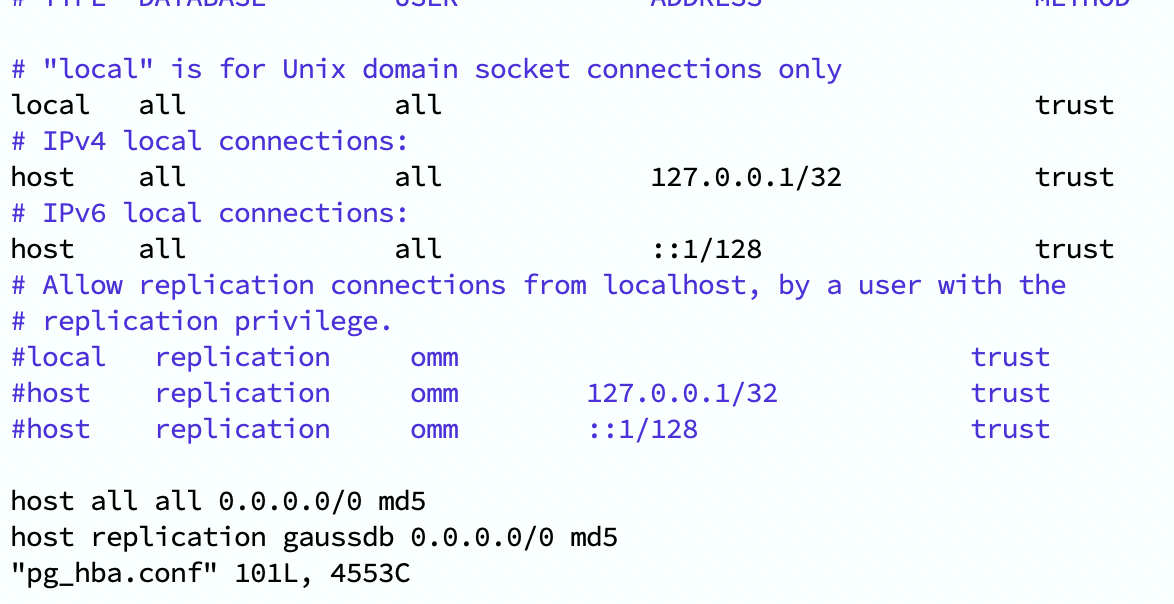 # TYPE  DATABASE        USER            ADDRESS                 METHOD
# "local" is for Unix domain socket connections only
local   all             all                                     trust
# IPv4 local connections:
host    all             all             127.0.0.1/32            trust
# IPv6 local connections:
host    all             all             ::1/128                 trust
# Allow replication connections from localhost, by a user with the
# replication privilege.
#local   replication     omm                                trust
#host    replication     omm        127.0.0.1/32            trust
#host    replication     omm        ::1/128                 trust
host all all 0.0.0.0/0 md5
host replication gaussdb 0.0.0.0/0 md5
"pg_hba.conf" 101L, 4553C